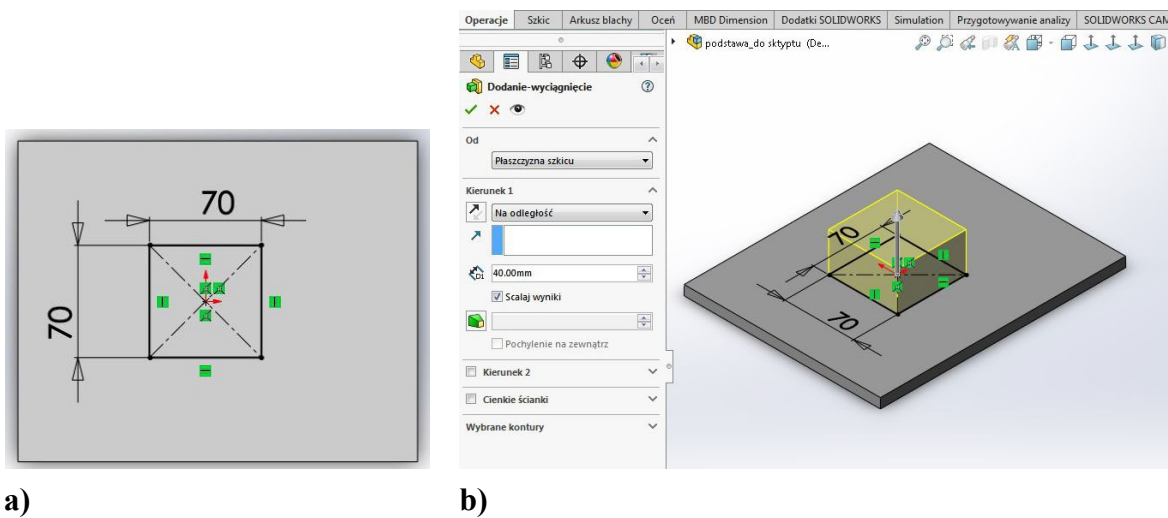 70
70
a)
Operacje Szkic Arkusz blachy Oceń MBD Dimension Dodatki SOLIDWORKS Simulation Przygotowywanie analizy SOLIDWORKS CAM
podstawa_do sktyptu (De...
Dodanie-wyciągnięcie
Od
Płaszczyzna szkicu
Kierunek 1
Na odległość
D1 40.00mm
Scalaj wyniki
Pochylenie na zewnątrz
Kierunek 2
Cienkie ścianki
Wybrane kontury
70
70
b)